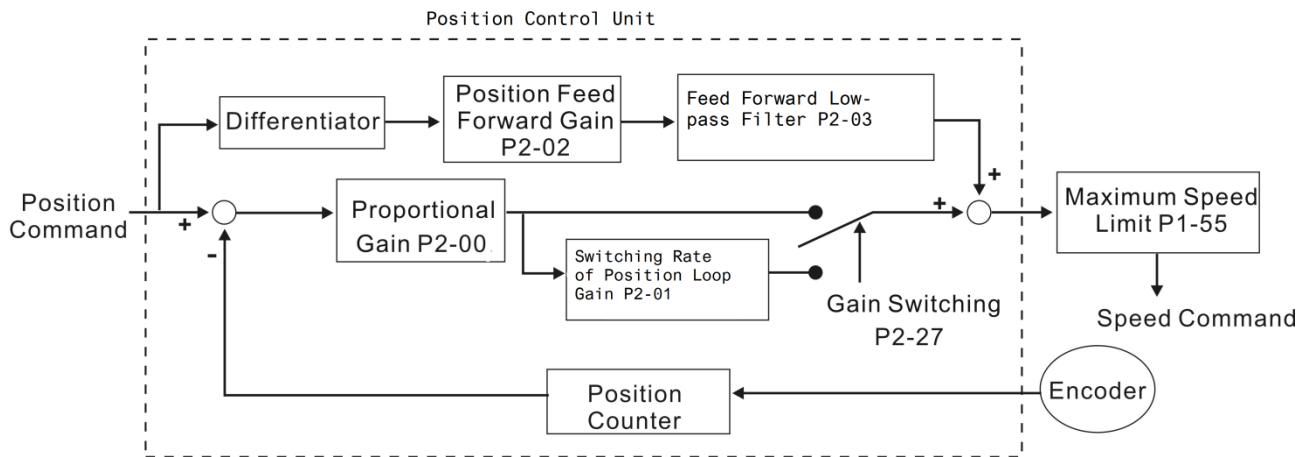 Position Control Unit
Differentiator
Position Feed
Forward Gain
P2-02
Feed Forward Low-
pass Filter P2-03
Position
Command
+
-
Proportional
Gain P2-00
Switching Rate
of Position Loop
Gain P2-01
Gain Switching
P2-27
+
+
Maximum Speed
Limit P1-55
Speed Command
Position
Counter
Encoder